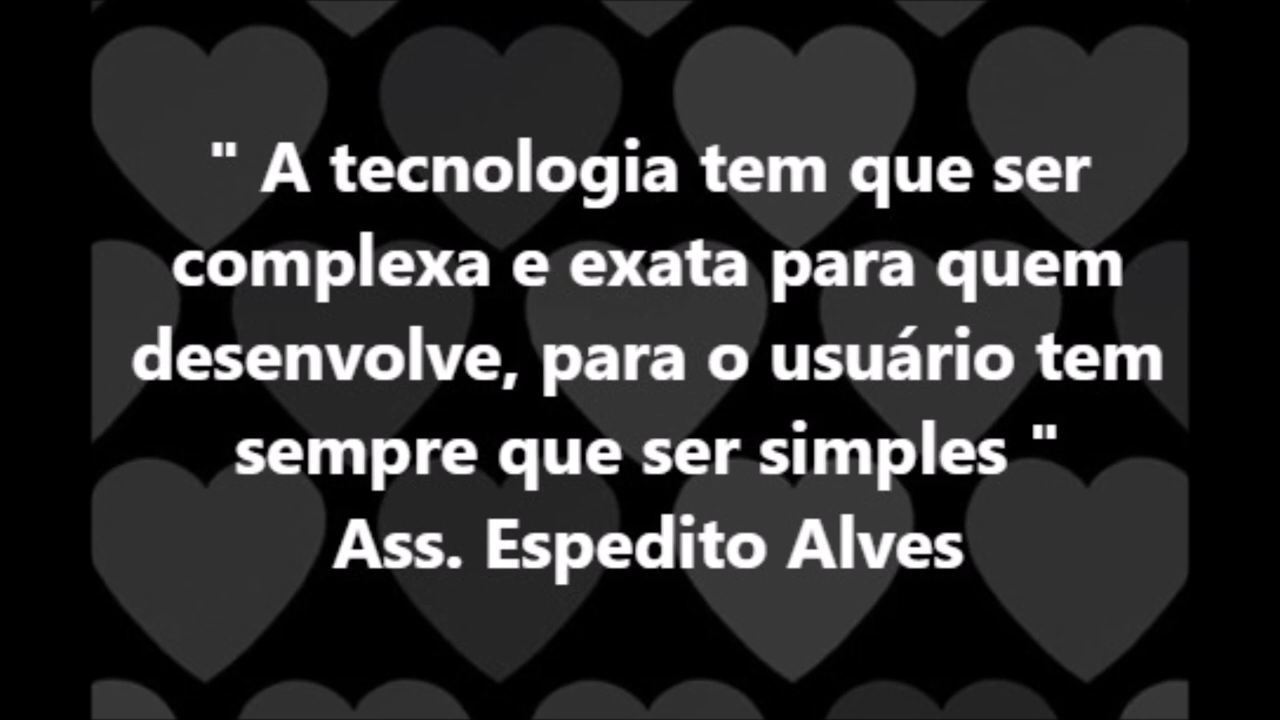 " A tecnologia tem que ser
complexa e exata para quem
desenvolve, para o usuário tem
sempre que ser simples "
Ass. Espedito Alves